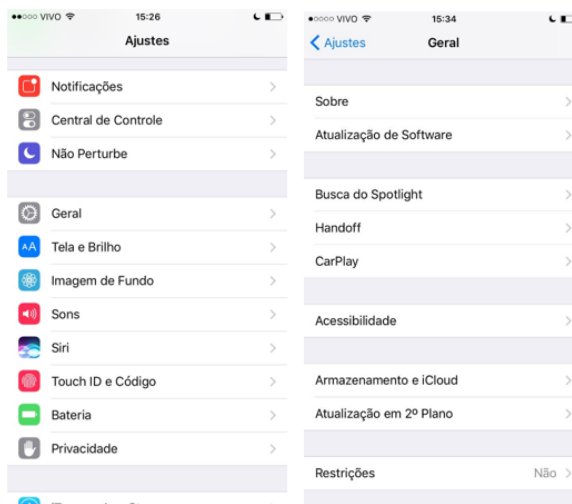 VIVO 15:26
Ajustes
Notificações
Central de Controle
Não Perturbe
Geral
Tela e Brilho
Imagem de Fundo
Sons
Siri
Touch ID e Código
Bateria
Privacidade
VIVO 15:34
Ajustes Geral
Sobre
Atualização de Software
Busca do Spotlight
Handoff
CarPlay
Acessibilidade
Armazenamento e iCloud
Atualização em 2º Plano
Restrições Não